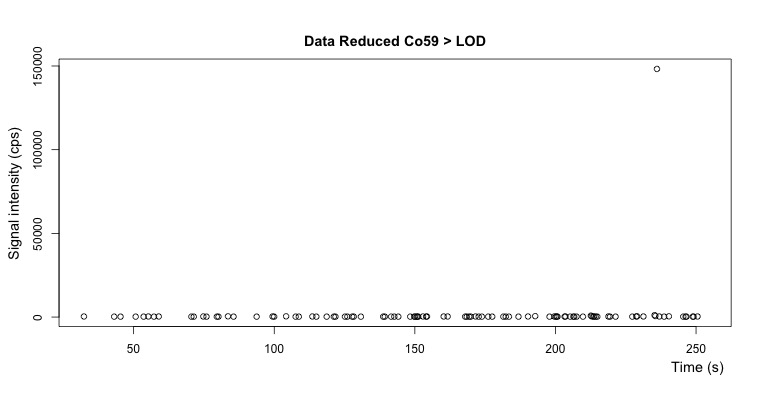 Data Reduced Co59 > LOD
Signal intensity (cps)
150000
100000
50000
0
50 100 150 200 250
Time (s)